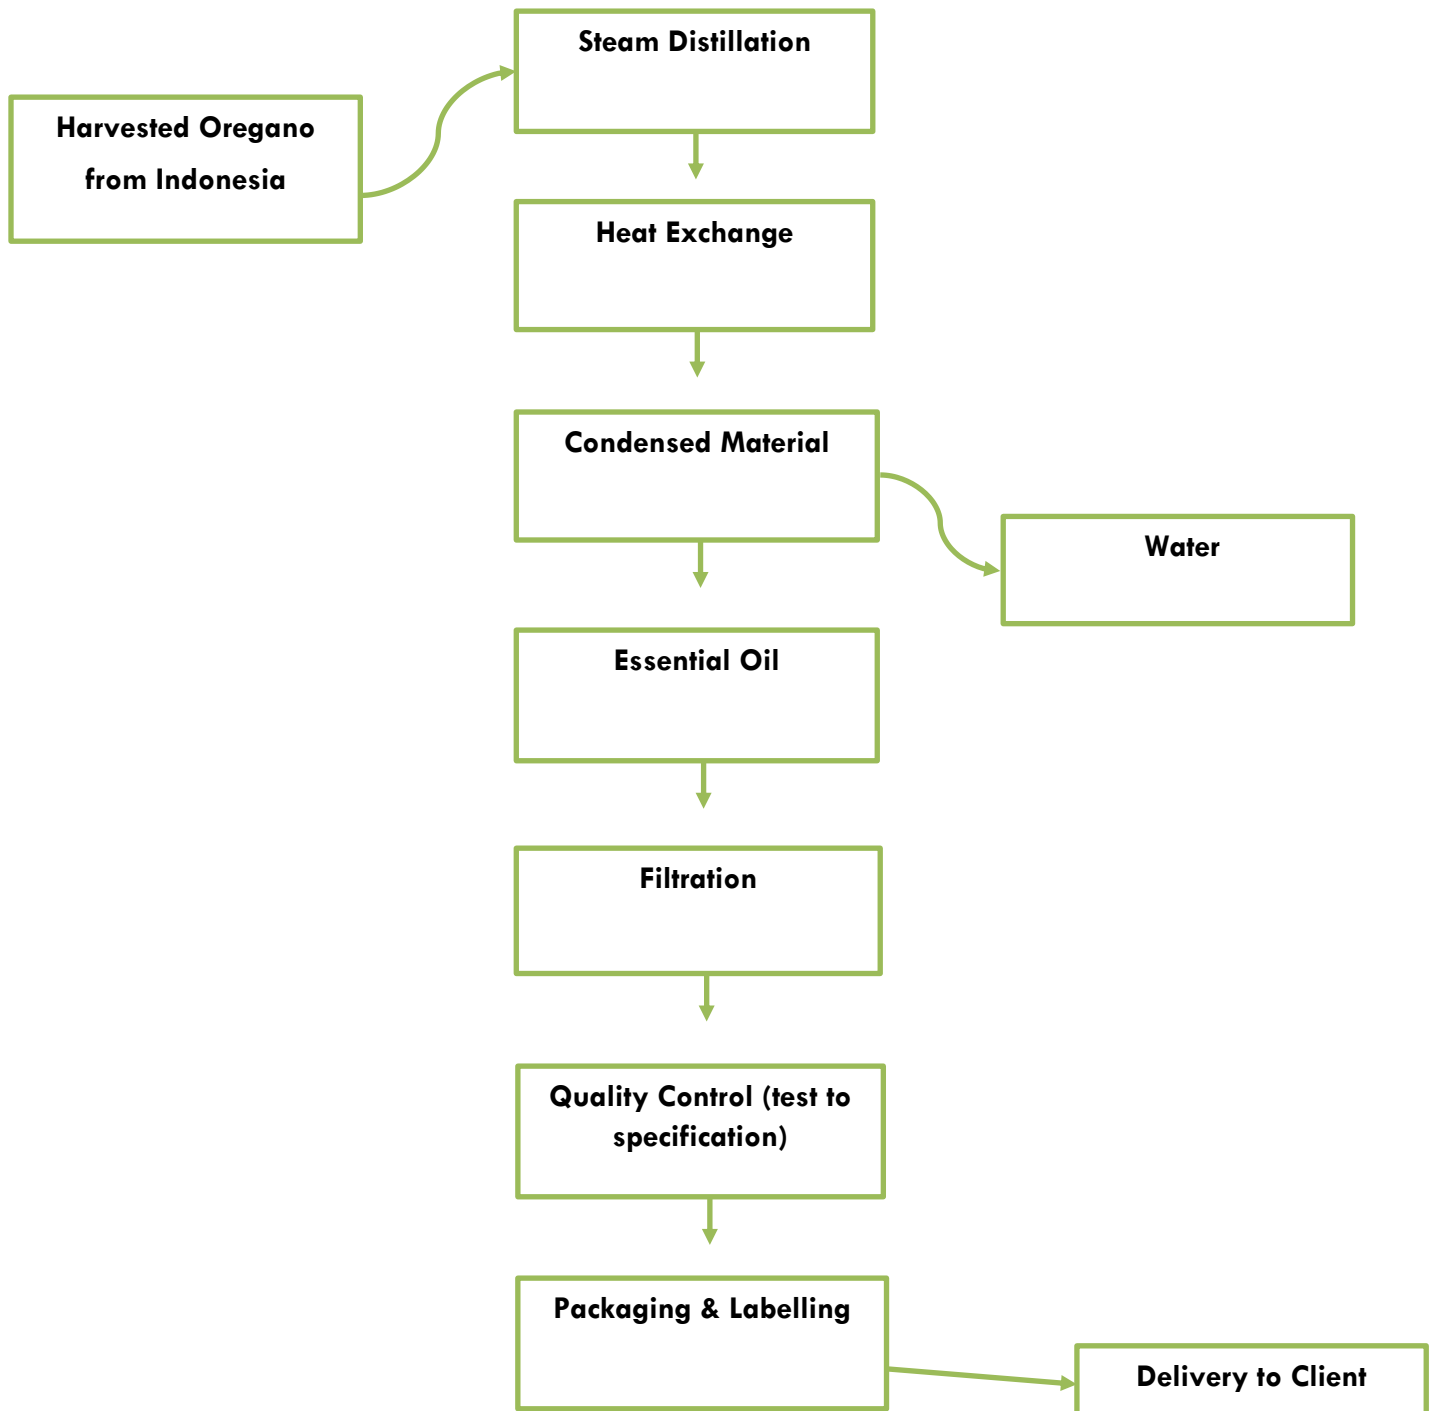 Steam Distillation
Harvested Oregano
from Indonesia
Heat Exchange
Condensed Material
Water
Essential Oil
Filtration
Quality Control (test to
specification)
Packaging & Labelling
Delivery to Client